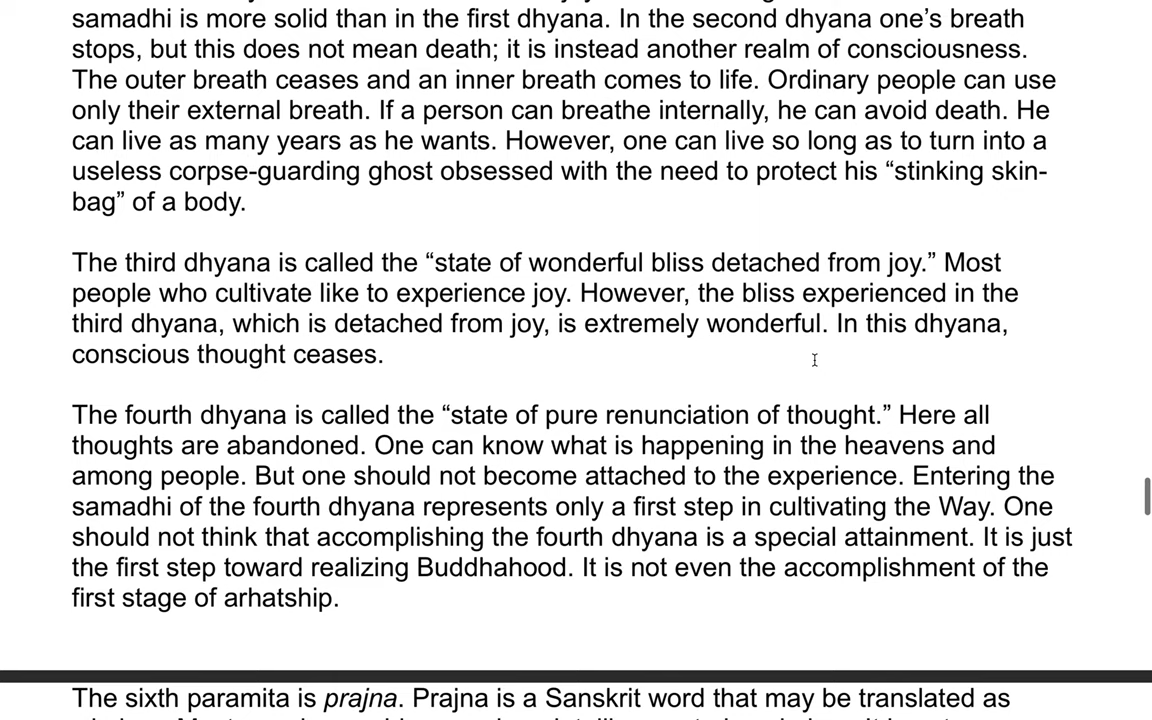 samadhi is more solid than in the first dhyana. In the second dhyana one’s breath
stops, but this does not mean death; it is instead another realm of consciousness.
The outer breath ceases and an inner breath comes to life. Ordinary people can use
only their external breath. If a person can breathe internally, he can avoid death. He
can live as many years as he wants. However, one can live so long as to turn into a
useless corpse-guarding ghost obsessed with the need to protect his “stinking skin-
bag” of a body.
The third dhyana is called the “state of wonderful bliss detached from joy.” Most
people who cultivate like to experience joy. However, the bliss experienced in the
third dhyana, which is detached from joy, is extremely wonderful. In this dhyana,
conscious thought ceases.
The fourth dhyana is called the “state of pure renunciation of thought.” Here all
thoughts are abandoned. One can know what is happening in the heavens and
among people. But one should not become attached to the experience. Entering the
samadhi of the fourth dhyana represents only a first step in cultivating the Way. One
should not think that accomplishing the fourth dhyana is a special attainment. It is just
the first step toward realizing Buddhahood. It is not even the accomplishment of the
first stage of arhatship.
The sixth paramita is prajna. Prajna is a Sanskrit word that may be translated as